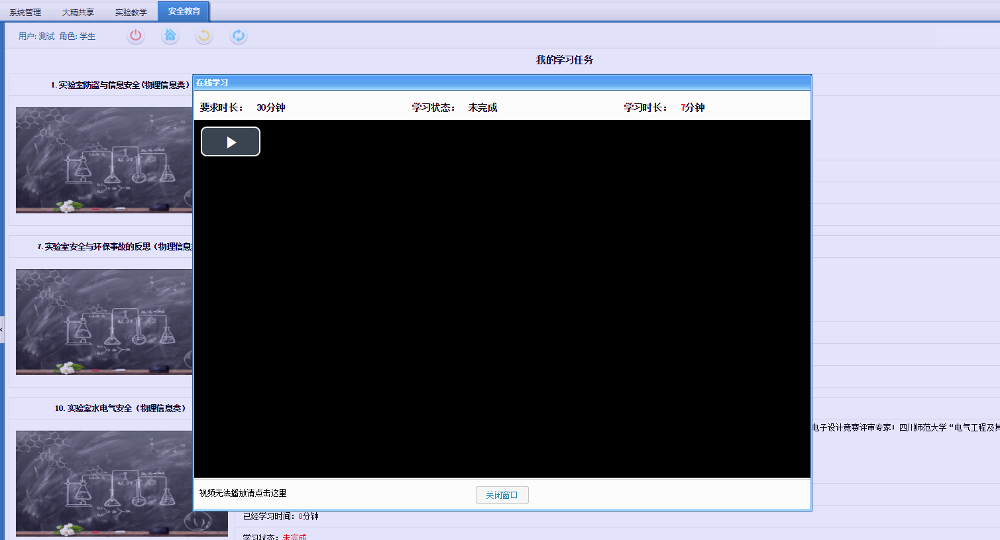 系统管理 大精共享 实验教学 安全教育
用户: 测试 角色: 学生
我的学习任务
1.实验室防盗与信息安全(物理信息类）
在线学习
要求时长： 30分钟 学习状态： 未完成 学习时长： 7分钟
7.实验室安全与环保事故的反思（物理信息
10.实验室水电气安全（物理信息类）
电子设计竞赛评审专家；四川师范大学“电气工程及其
视频无法播放请点击这里 关闭窗口
已经学习时间：0分钟
学习状态：未完成